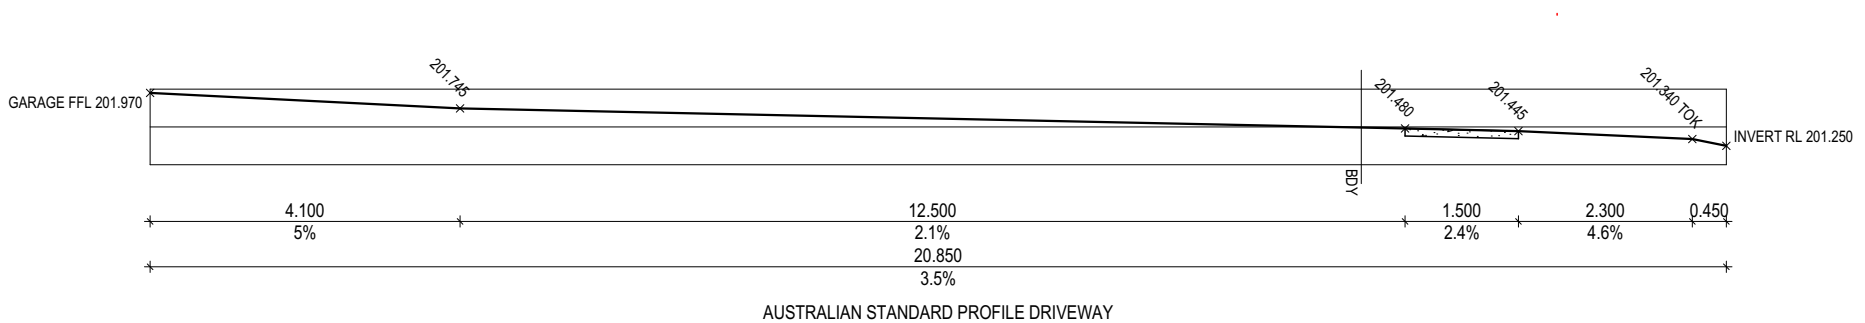 201.745
201.480
201.445
201.340 TOK
GARAGE FFL 201.970
INVERT RL 201.250
BDY
4.100
12.500
1.500
2.300
0.450
5%
2.1%
2.4%
4.6%
20.850
3.5%
AUSTRALIAN STANDARD PROFILE DRIVEWAY